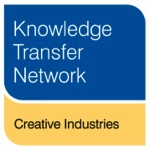 Knowledge
Transfer
Network
Creative Industries